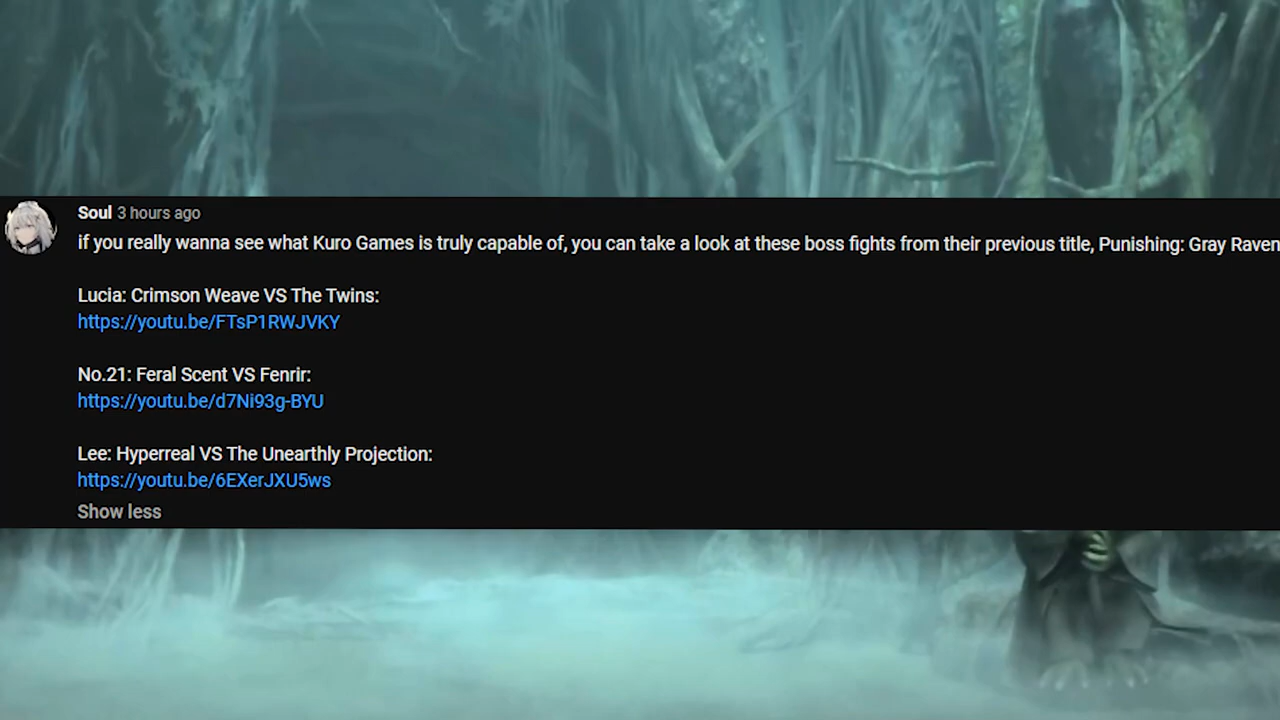 Soul 3 hours ago
if you really wanna see what Kuro Games is truly capable of, you can take a look at these boss fights from their previous title, Punishing: Gray Raven
Lucia: Crimson Weave VS The Twins:
https://youtu.be/FTsP1RWJVKY
No.21: Feral Scent VS Fenrir:
https://youtu.be/d7Ni93g-BYU
Lee: Hyperreal VS The Unearthly Projection:
https://youtu.be/6EXerJXU5ws
Show less